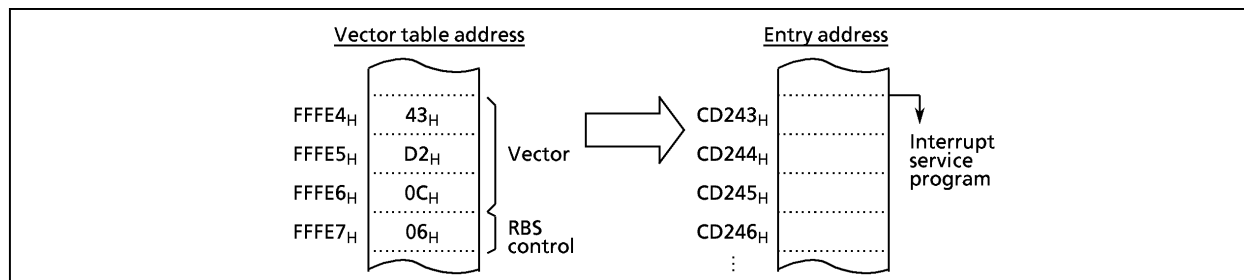 Vector table address Entry address
FFFE4H 43H CD243H
FFFE5H D2H Vector CD244H Interrupt
service
FFFE6H 0CH CD245H program
FFFE7H 06H RBS CD246H
control
⋮